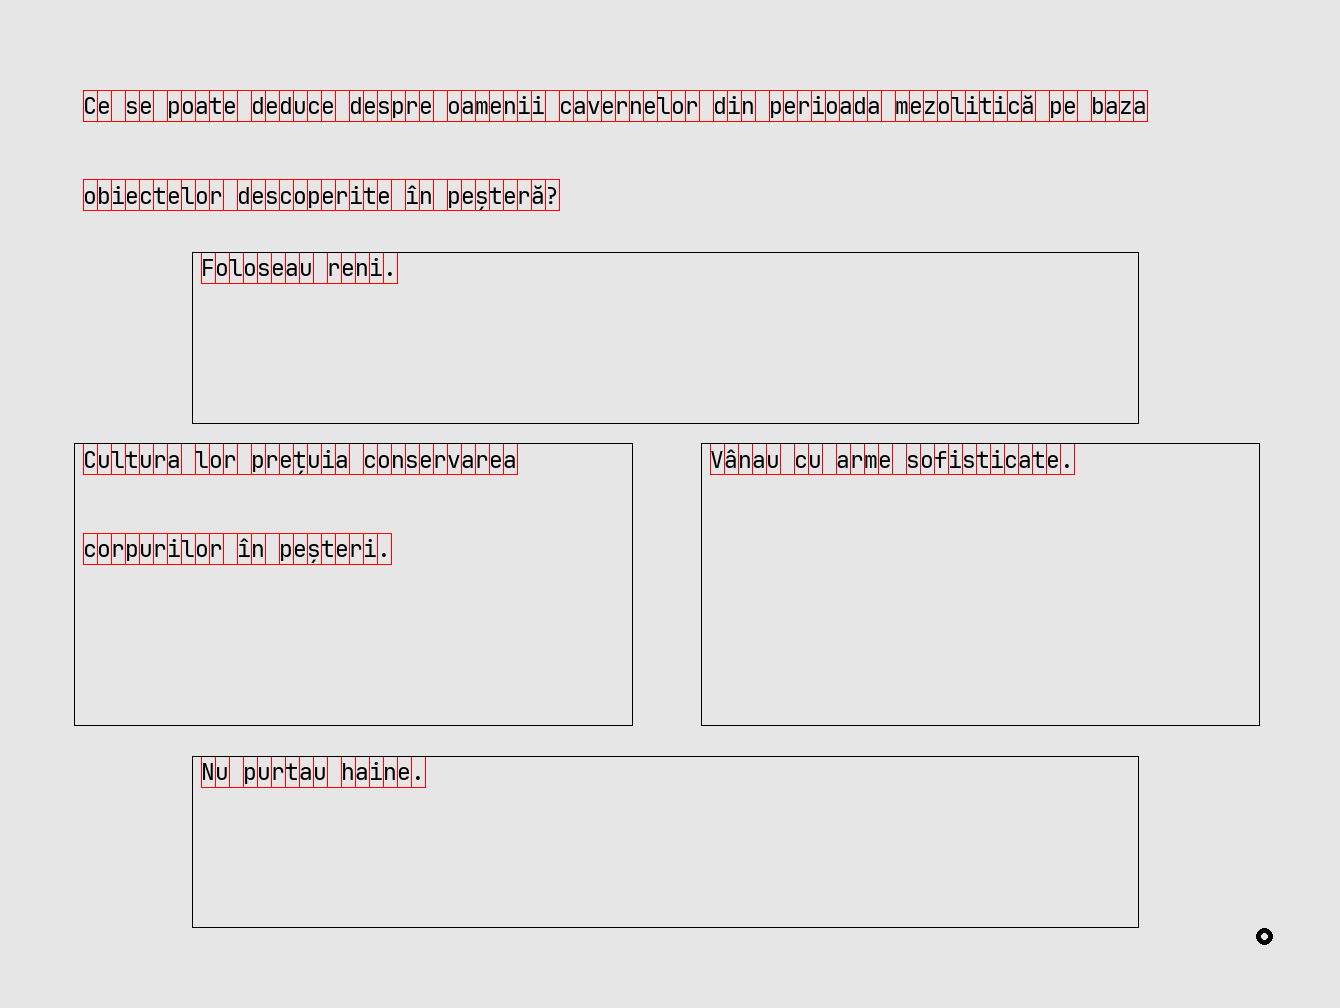 Ce se poate deduce despre oamenii cavernelor din perioada mezolitică pe baza
obiectelor descoperite în peșteră?
Foloseau reni.
Cultura lor prețuia conservarea
corpurilor în peșteri.
Vânau cu arme sofisticate.
Nu purtau haine.